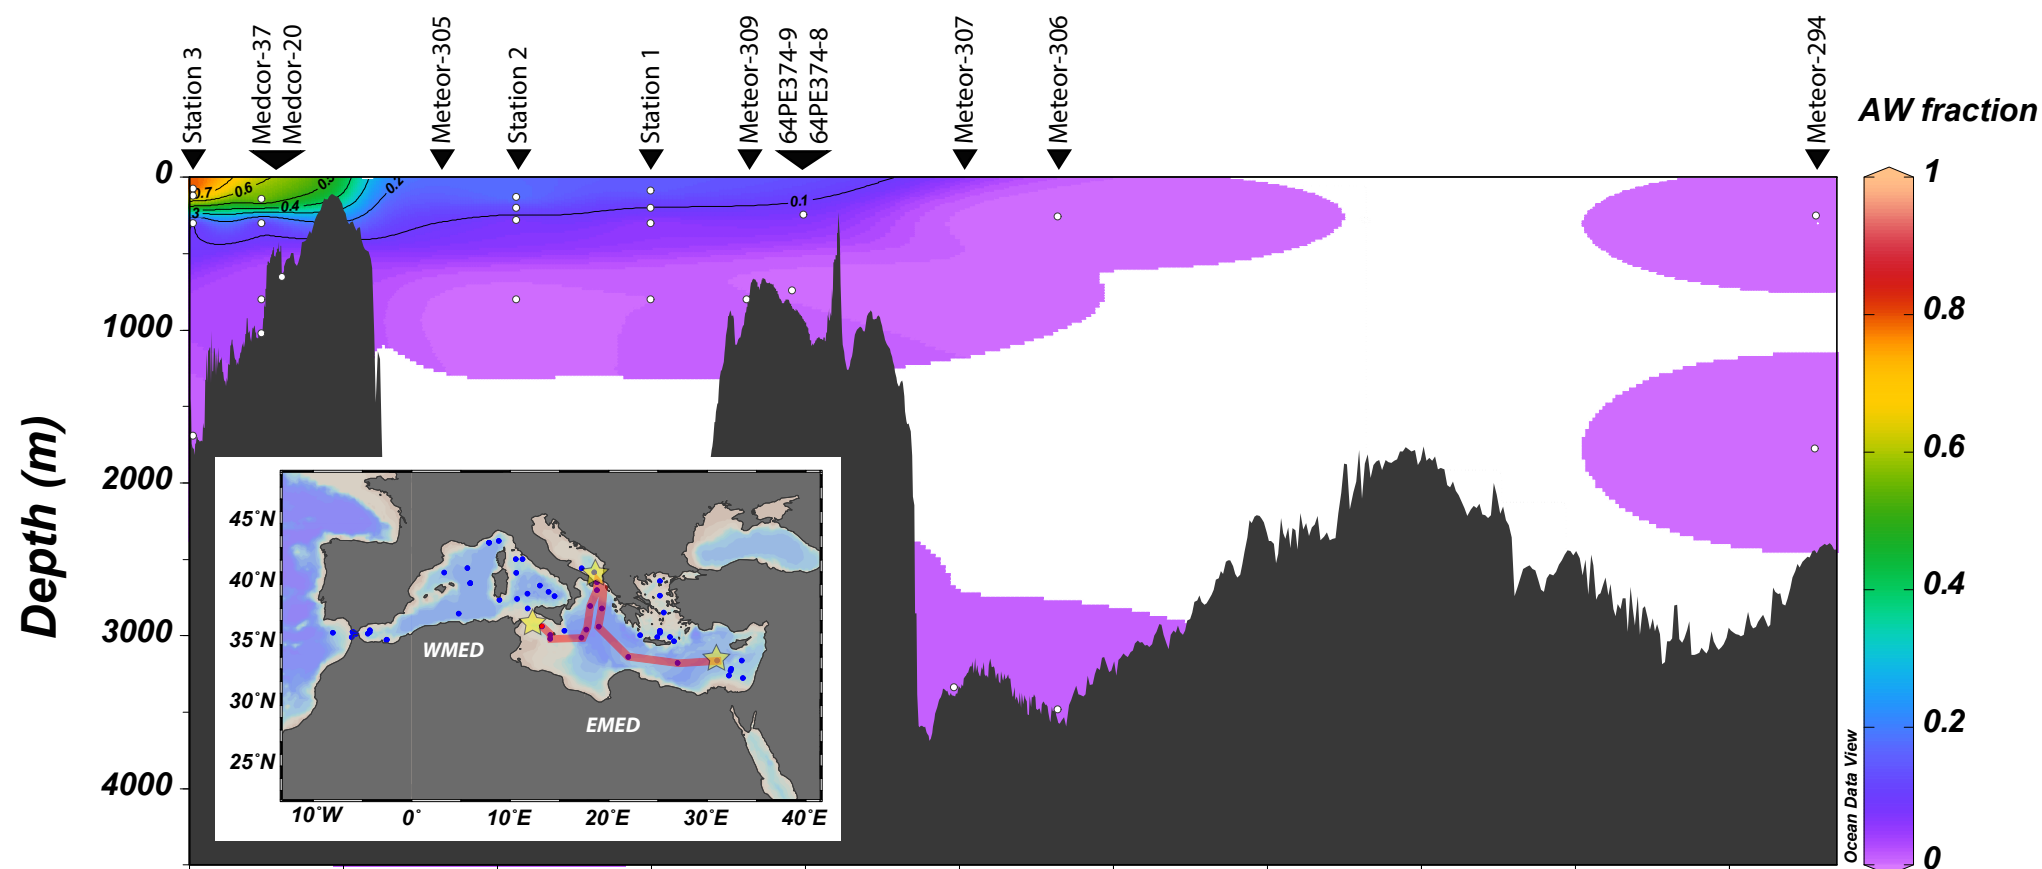 Station 3
Medcor-37
Medcor-20
Meteor-305
Station 2
Station 1
Meteor-309
64PE374-9
64PE374-8
Meteor-307
Meteor-306
Meteor-294
AW fraction
0
1000
2000
3000
4000
Depth (m)
0.7
0.6
0.5
0.2
0.4
3
0.1
1
0.8
0.6
0.4
0.2
0
Ocean Data View
45°N
40°N
35°N
30°N
25°N
10°W
0°
10°E
20°E
30°E
40°E
WMED
EMED